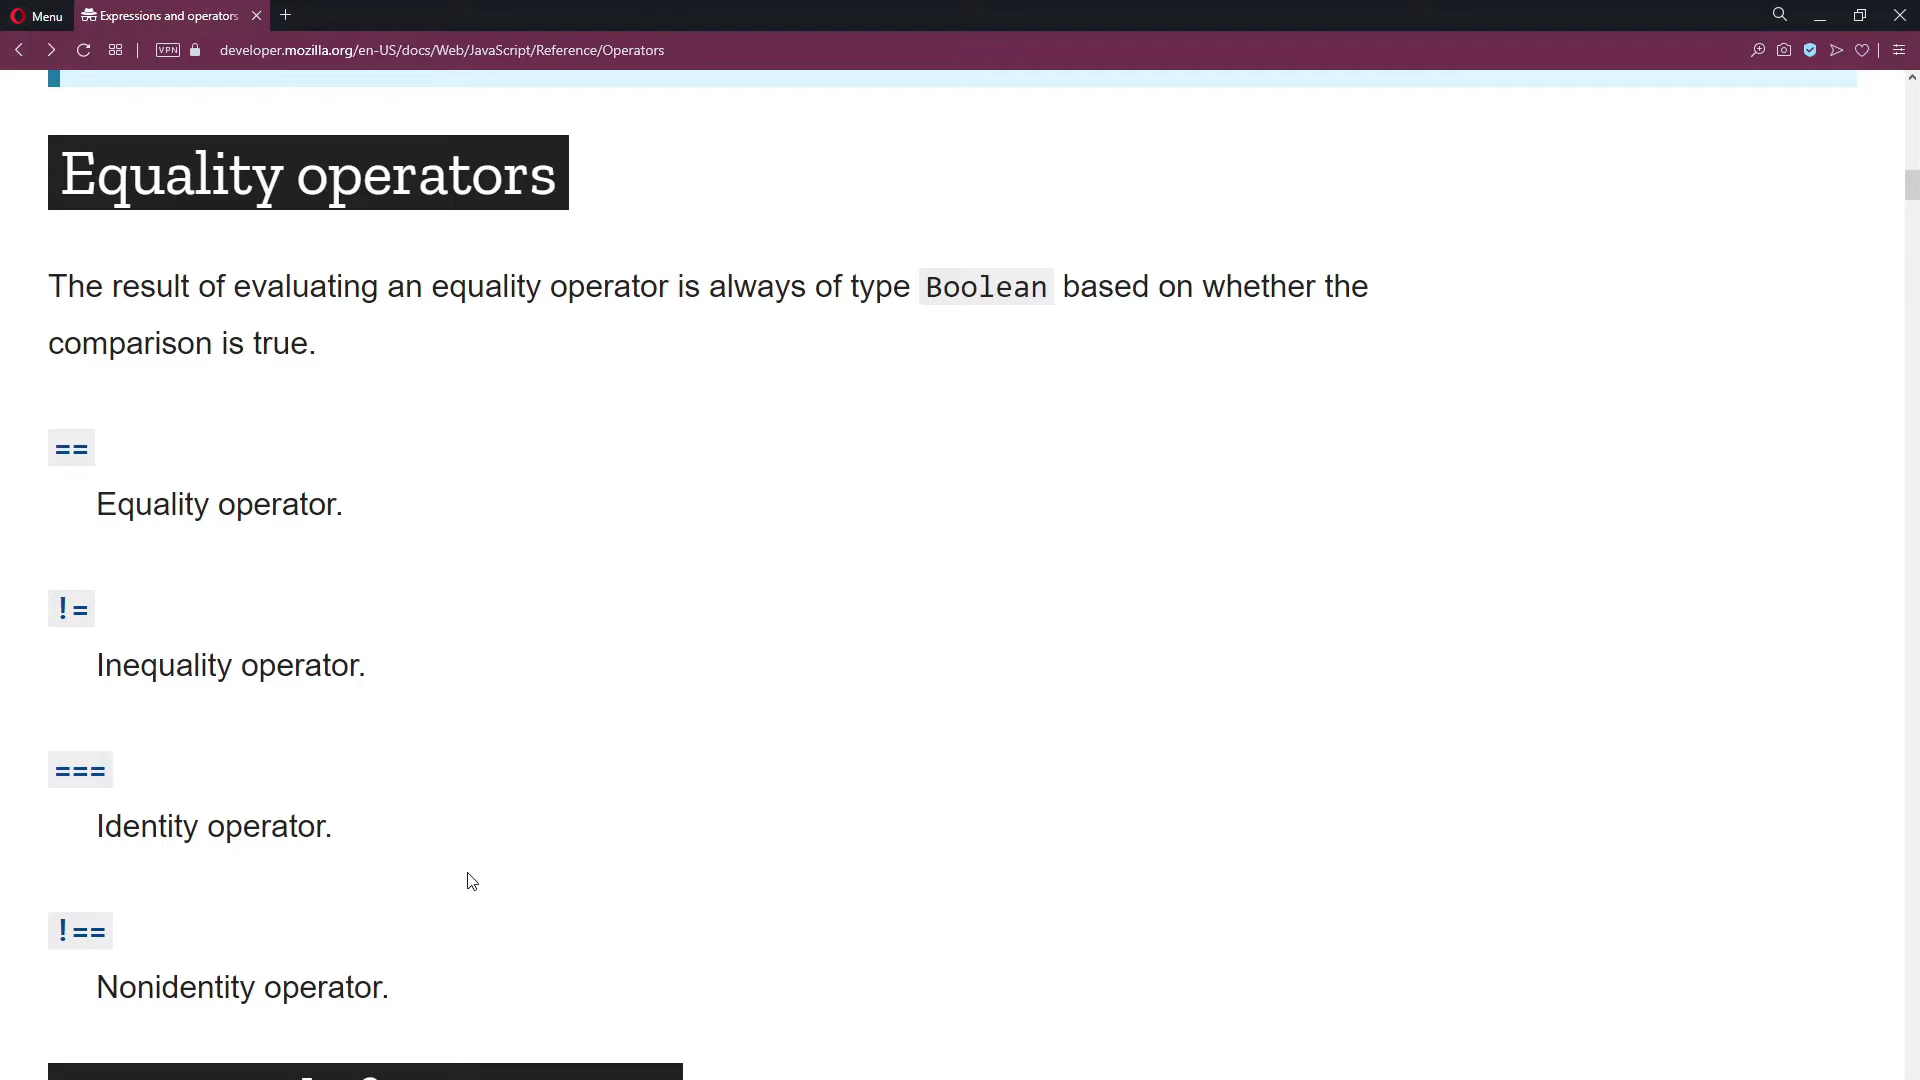 Menu
Expressions and operators
VPN
developer.mozilla.org/en-US/docs/Web/JavaScript/Reference/Operators
Equality operators
The result of evaluating an equality operator is always of type Boolean based on whether the
comparison is true.
==
Equality operator.
!=
Inequality operator.
===
Identity operator.
!==
Nonidentity operator.